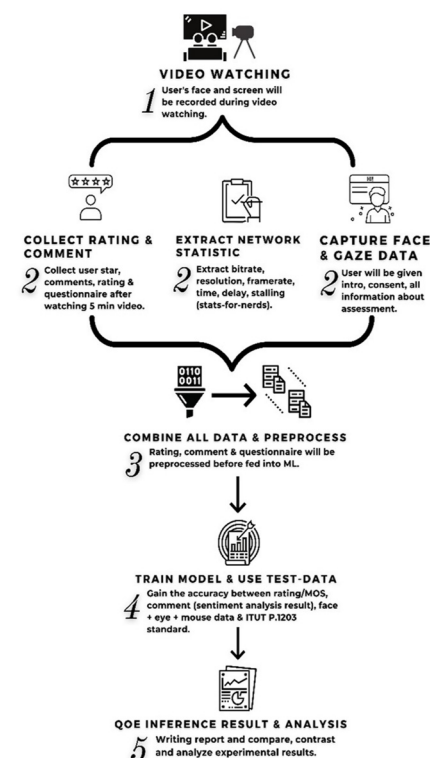 VIDEO WATCHING
1 User's face and screen will
be recorded during video
watching.
COLLECT RATING &
COMMENT
2 Collect user star,
comments, rating &
questionnaire after
watching 5 min video.
EXTRACT NETWORK
STATISTIC
2 Extract bitrate,
resolution, framerate,
time, delay, stalling
(stats-for-nerds).
CAPTURE FACE
& GAZE DATA
2 User will be given
intro, consent, all
information about
assessment.
0110
0011
COMBINE ALL DATA & PREPROCESS
3 Rating, comment & questionnaire will be
preprocessed before fed into ML.
TRAIN MODEL & USE TEST-DATA
4 Gain the accuracy between rating/MOS,
comment (sentiment analysis result), face
+ eye + mouse data & ITUT P.1203
standard.
QOE INFERENCE RESULT & ANALYSIS
5 Writing report and compare, contrast
and analyze experimental results.